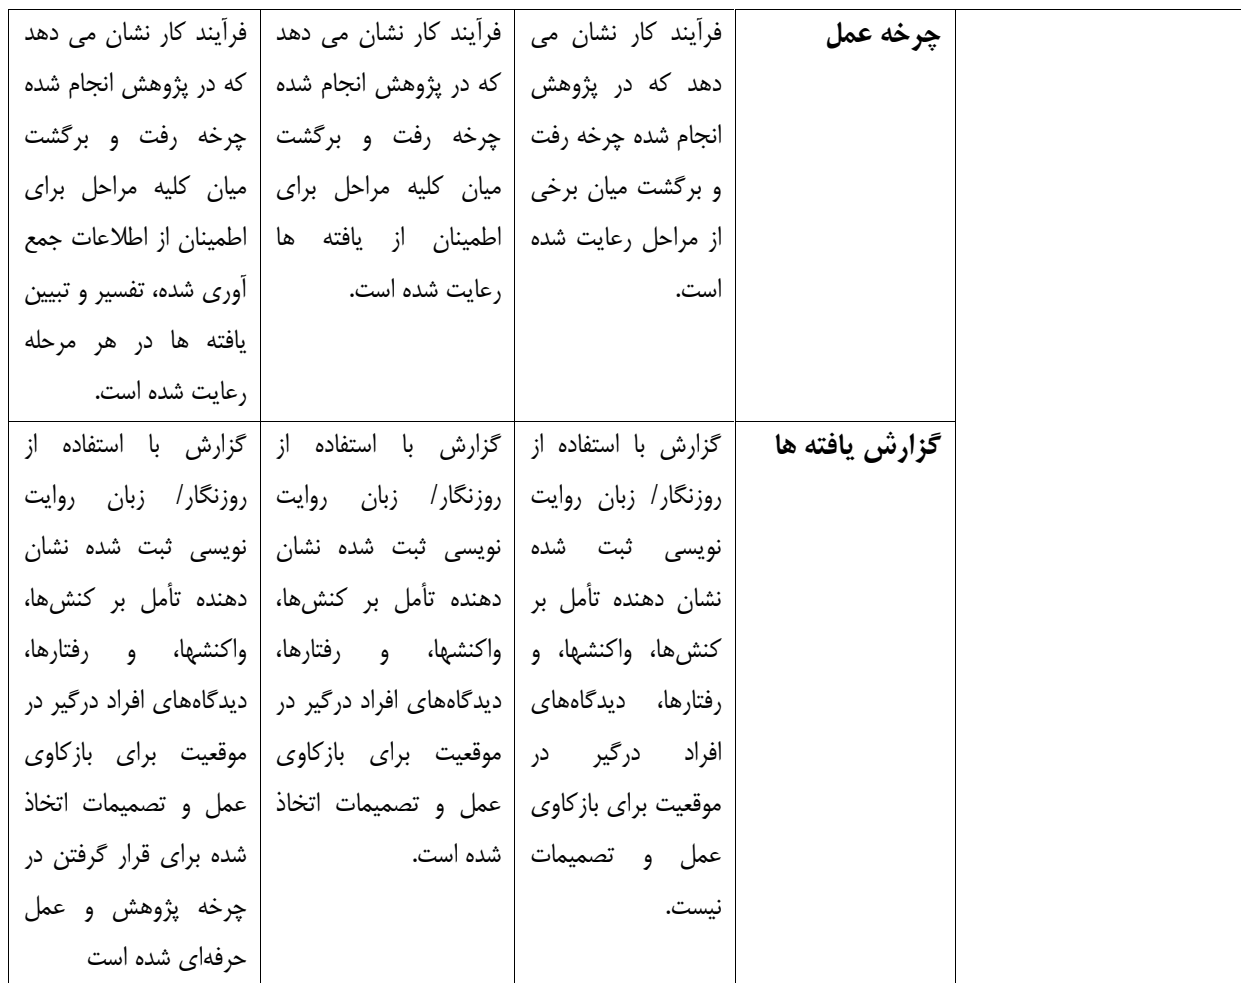 چرخه عمل
فرآیند کار نشان می
دهد که در پژوهش
انجام شده چرخه رفت
و برگشت میان برخی
از مراحل رعایت شده
است.
فرآیند کار نشان می دهد
که در پژوهش انجام شده
چرخه رفت و برگشت
میان کلیه مراحل برای
اطمینان از یافته ها
رعایت شده است.
فرآیند کار نشان می دهد
که در پژوهش انجام شده
چرخه رفت و برگشت
میان کلیه مراحل برای
اطمینان از اطلاعات جمع
آوری شده، تفسیر و تبیین
یافته ها در هر مرحله
رعایت شده است.
گزارش یافته ها
گزارش با استفاده از
روزنگار/ زبان روایت
نویسی ثبت شده
نشان دهنده تأمل بر
کنش‌ها، واکنشها، و
رفتارها، دیدگاه‌های
افراد درگیر در
موقعیت برای بازکاوی
عمل و تصمیمات
نیست.
گزارش با استفاده از
روزنگار/ زبان روایت
نویسی ثبت شده نشان
دهنده تأمل بر کنش‌ها،
واکنشها، و رفتارها،
دیدگاه‌های افراد درگیر در
موقعیت برای بازکاوی
عمل و تصمیمات اتخاذ
شده است.
گزارش با استفاده از
روزنگار/ زبان روایت
نویسی ثبت شده نشان
دهنده تأمل بر کنش‌ها،
واکنشها، و رفتارها،
دیدگاه‌های افراد درگیر در
موقعیت برای بازکاوی
عمل و تصمیمات اتخاذ
شده برای قرار گرفتن در
چرخه پژوهش و عمل
حرفه‌ای شده است